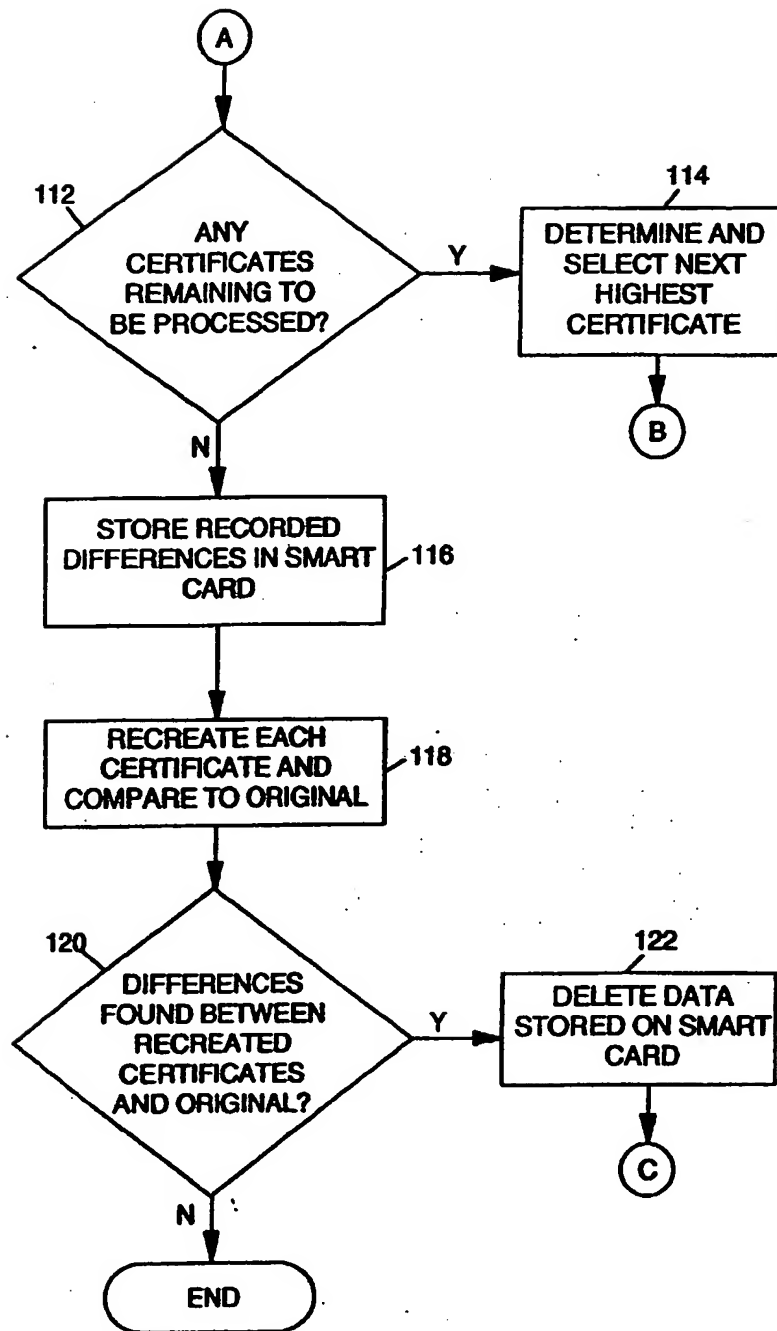 A
112
ANY
CERTIFICATES
REMAINING TO
BE PROCESSED?
Y
114
DETERMINE AND
SELECT NEXT
HIGHEST
CERTIFICATE
B
N
STORE RECORDED
DIFFERENCES IN SMART
CARD
116
RECREATE EACH
CERTIFICATE AND
COMPARE TO ORIGINAL
118
120
DIFFERENCES
FOUND BETWEEN
RECREATED
CERTIFICATES
AND ORIGINAL?
Y
122
DELETE DATA
STORED ON SMART
CARD
C
N
END